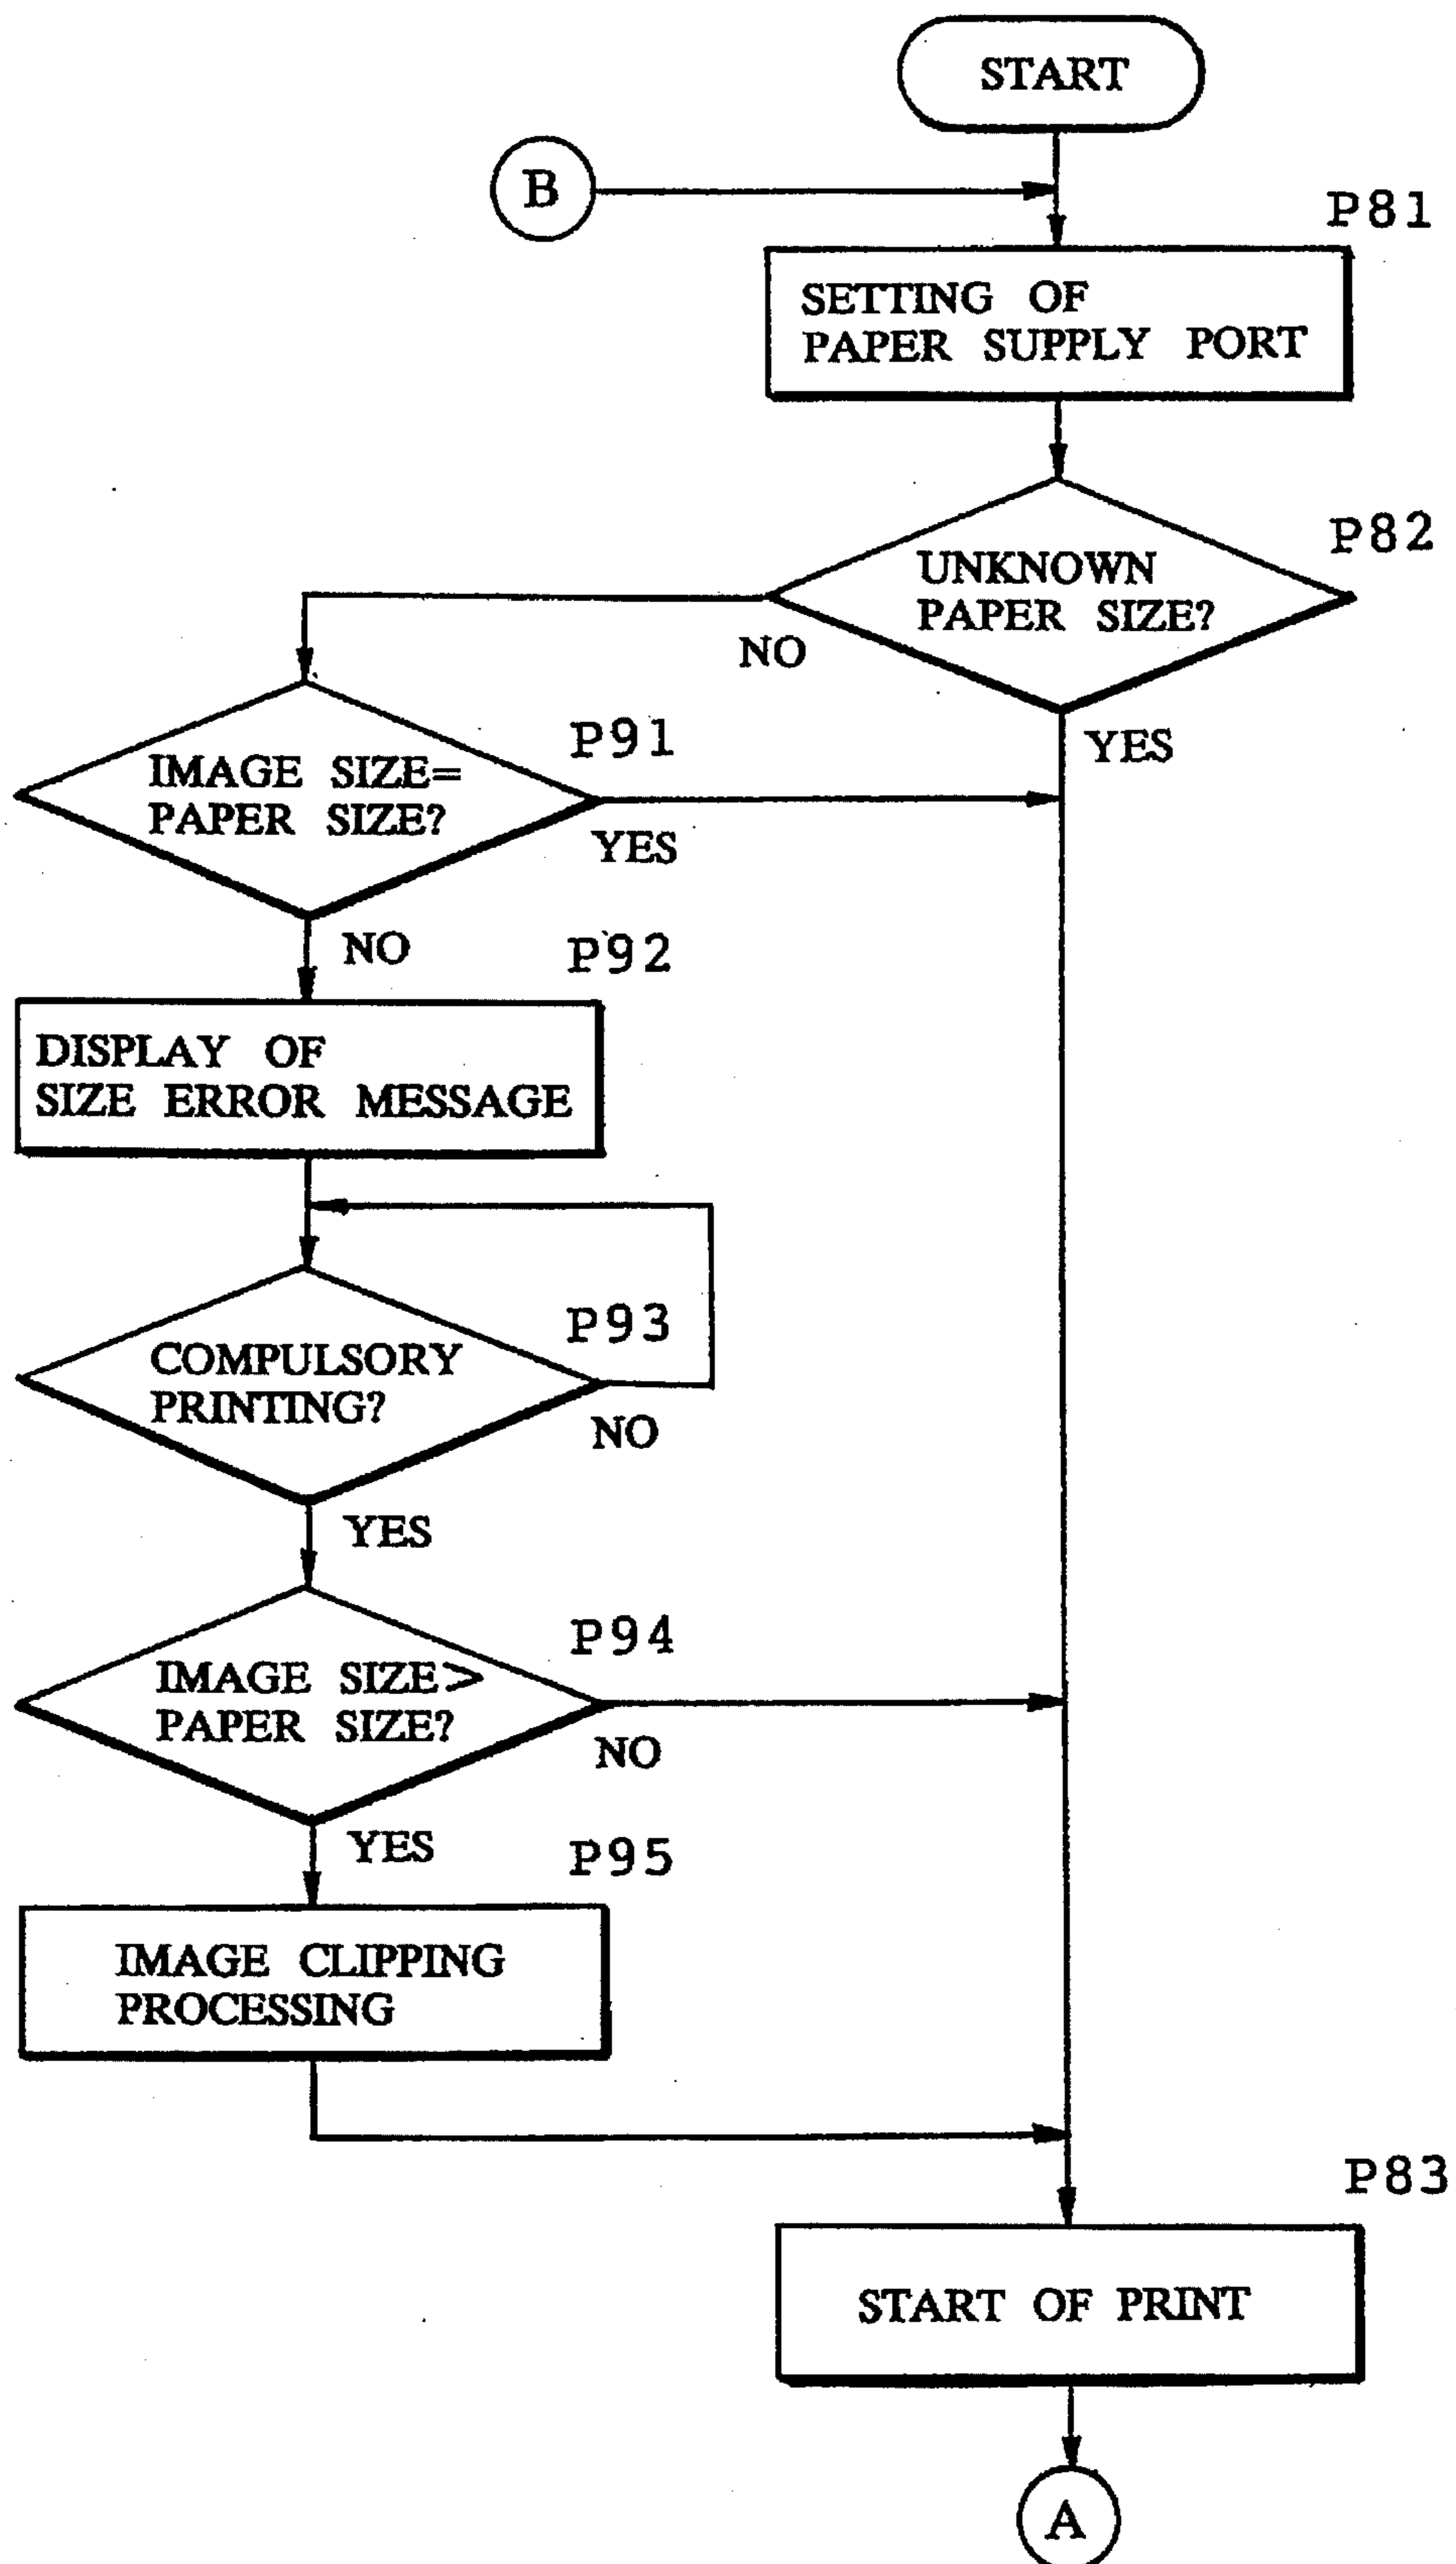 START
B
P81
SETTING OF
PAPER SUPPLY PORT
P82
UNKNOWN
PAPER SIZE?
NO
YES
P91
IMAGE SIZE=
PAPER SIZE?
YES
NO
P92
DISPLAY OF
SIZE ERROR MESSAGE
P93
COMPULSORY
PRINTING?
NO
YES
P94
IMAGE SIZE>
PAPER SIZE?
NO
YES
P95
IMAGE CLIPPING
PROCESSING
P83
START OF PRINT
A